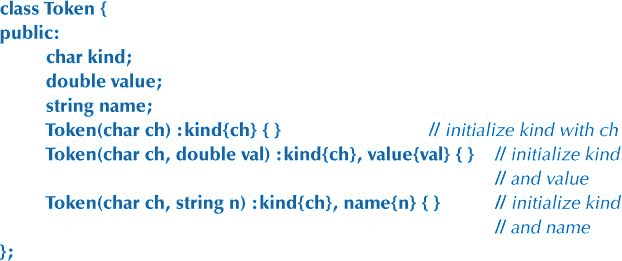 class Token {
public:
char kind;
double value;
string name;
Token(char ch) :kind{ch} { } // initialize kind with ch
Token(char ch, double val) :kind{ch}, value{val} { } // initialize kind
// and value
Token(char ch, string n) :kind{ch}, name{n} { } // initialize kind
// and name
};